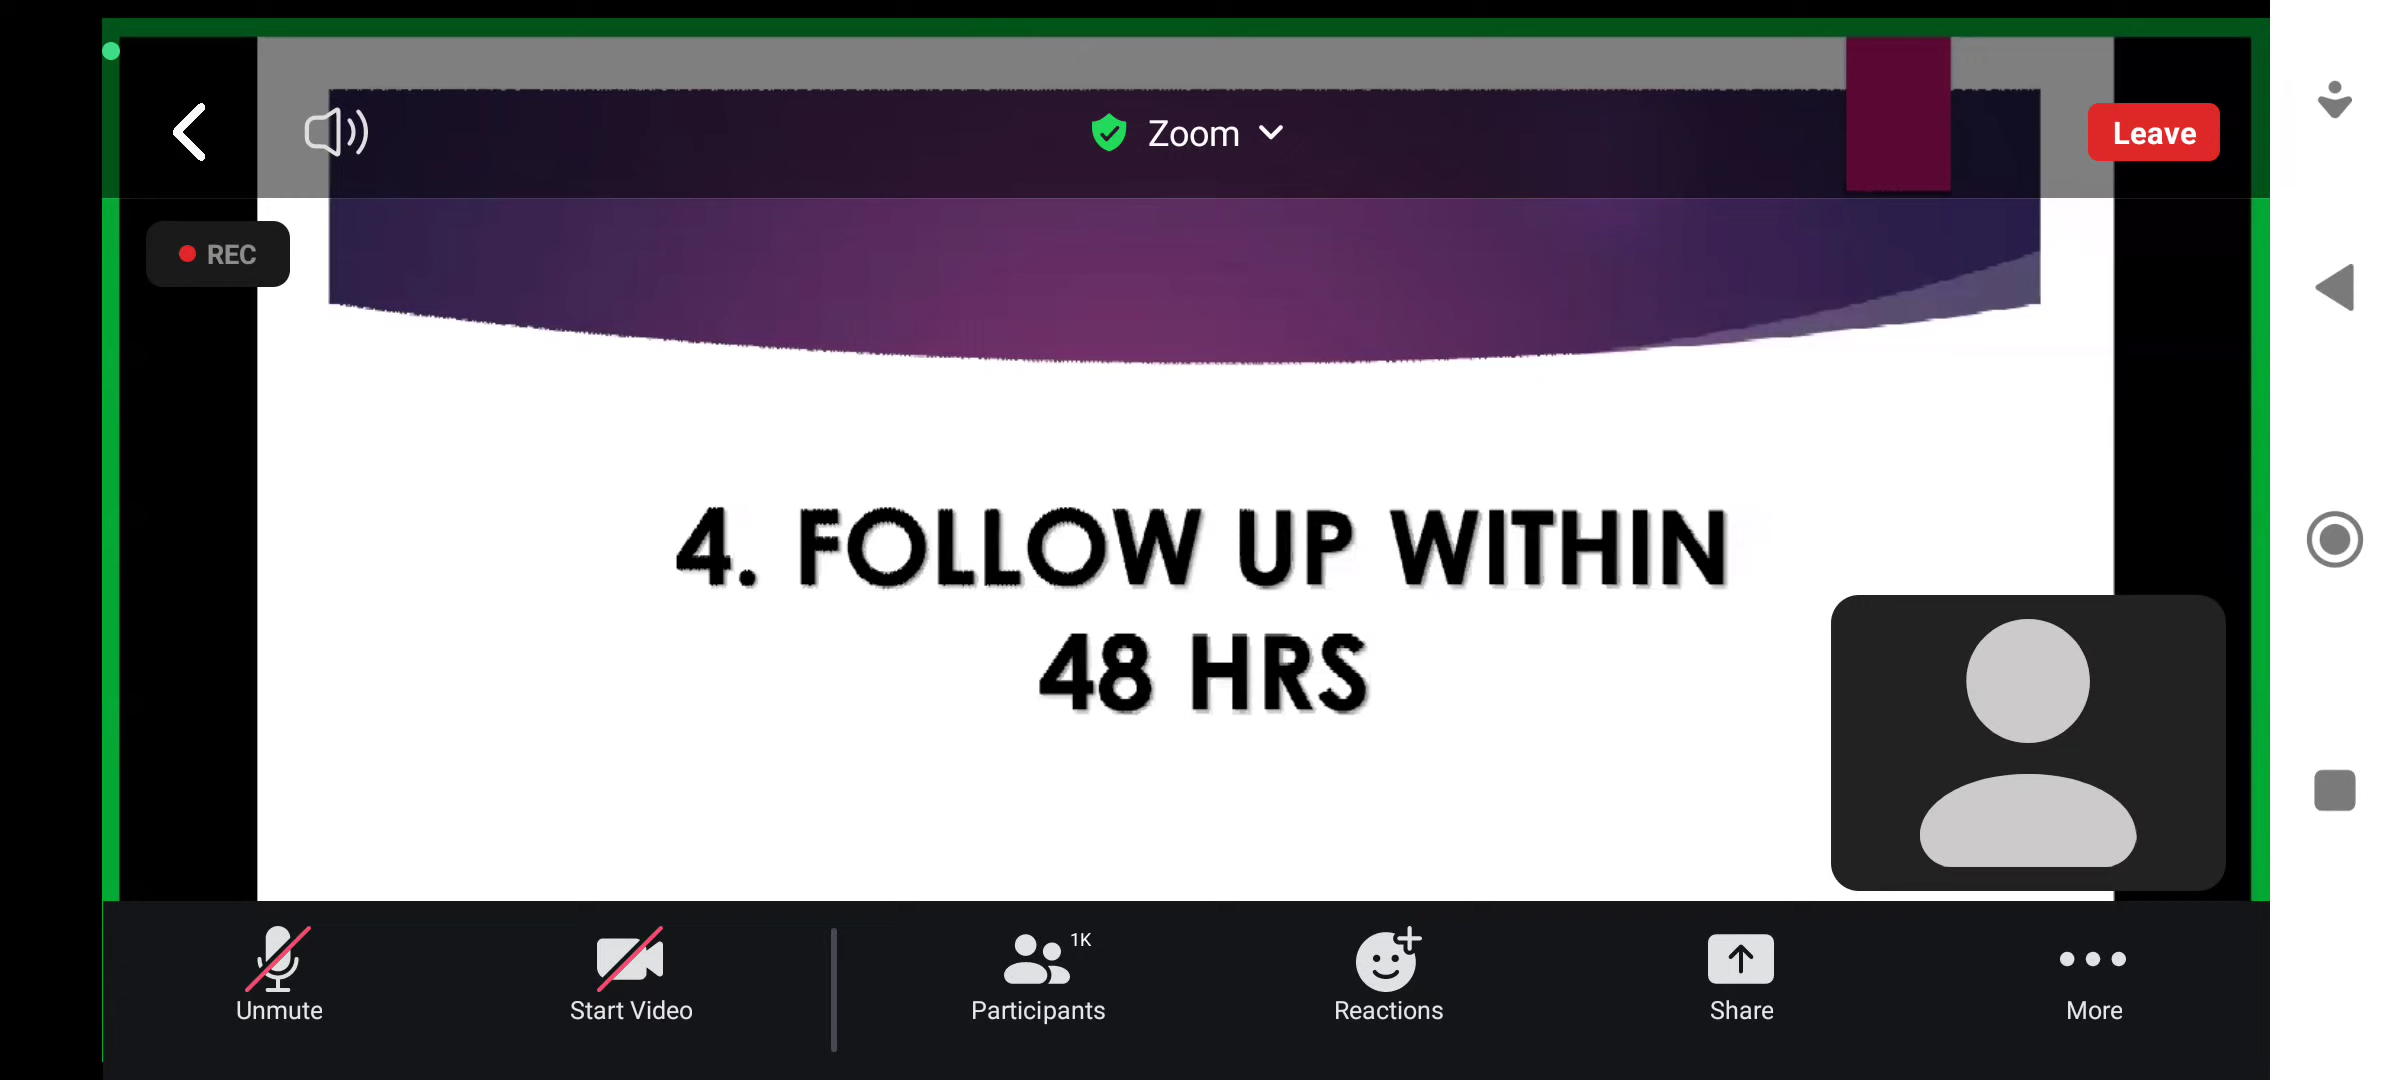 Zoom
Leave
REC
4. FOLLOW UP WITHIN
48 HRS
1K
Unmute
Start Video
Participants
Reactions
Share
More